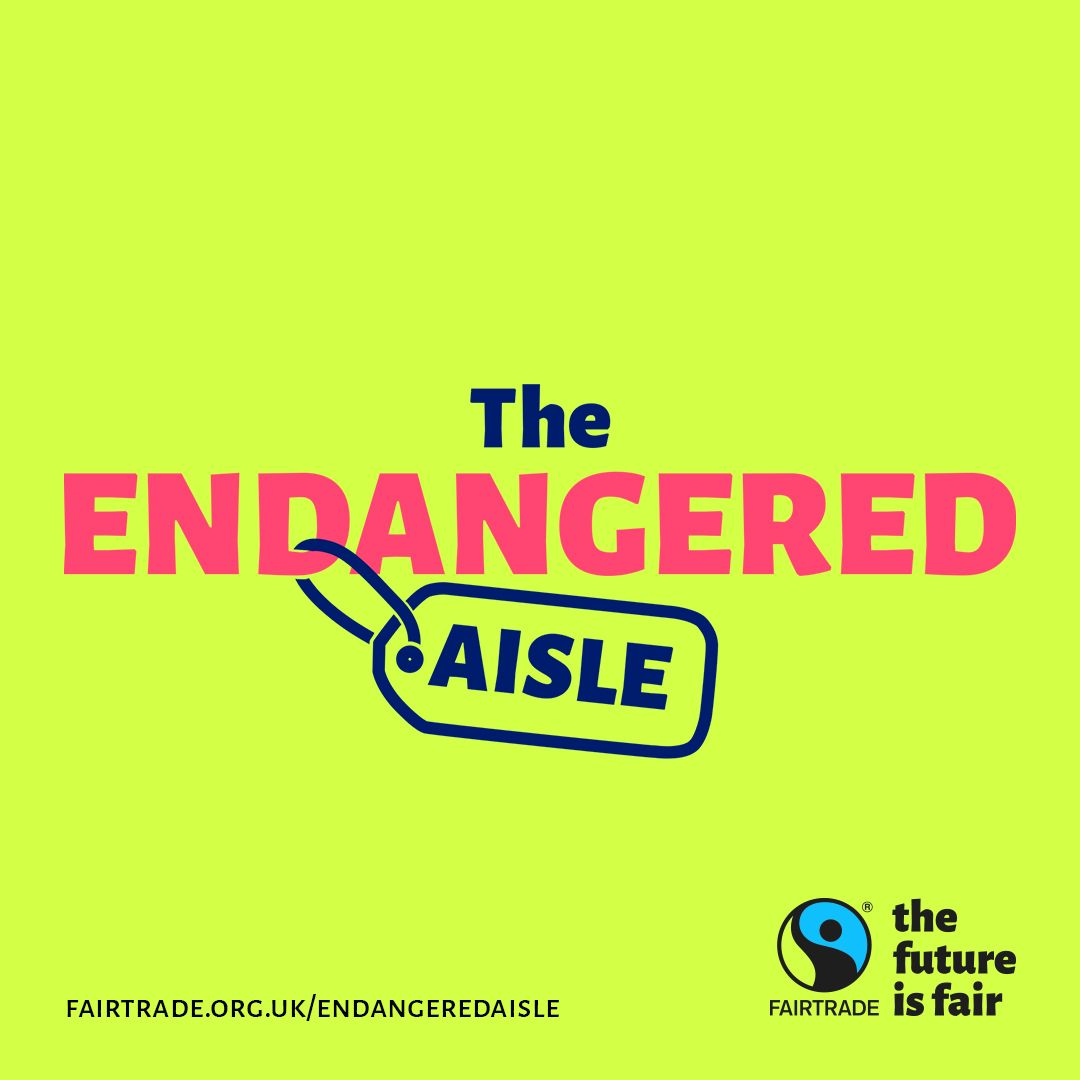 The
ENDANGERED
AISLE
FAIRTRADE.ORG.UK/ENDANGEREDAISLE
®
FAIRTRADE
the
future
is fair